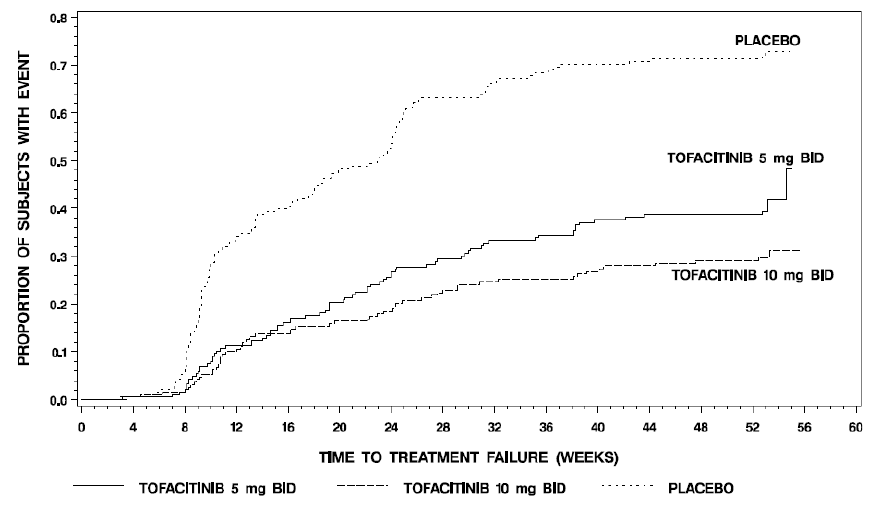 0.8
PLACEBO
0.7
0.6
0.5
TOFACITINIB 5 mg BID
0.4
0.3
TOFACITINIB 10 mg BID
0.2
0.1
0.0
PROPORTION OF SUBJECTS WITH EVENT
0 4 8 12 16 20 24 28 32 36 40 44 48 52 56 60
TIME TO TREATMENT FAILURE (WEEKS)
TOFACITINIB 5 mg BID TOFACITINIB 10 mg BID PLACEBO